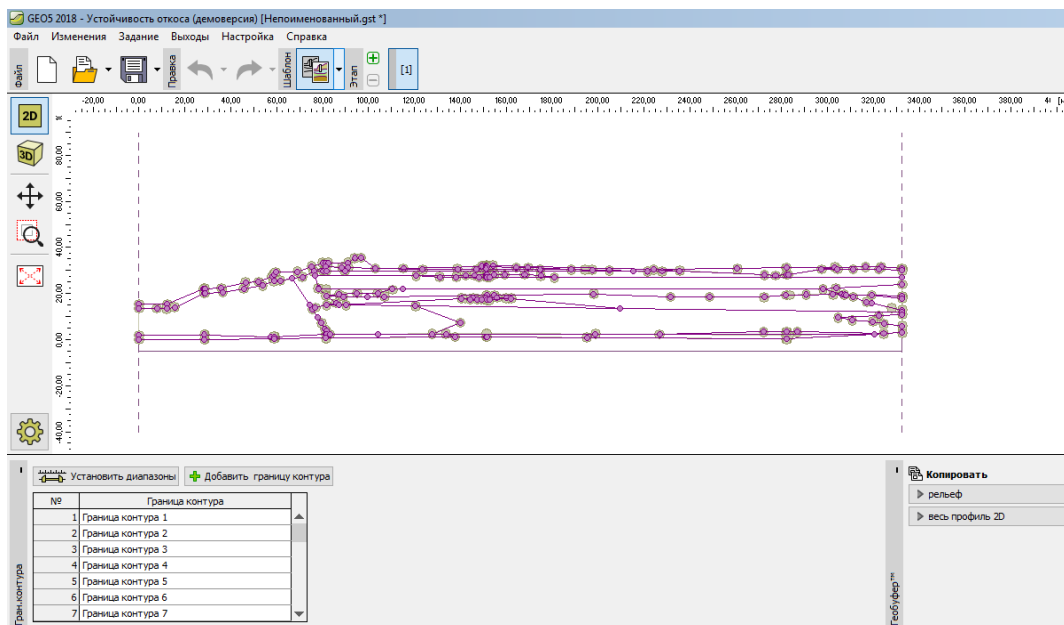 GEO5 2018 - Устойчивость откоса (демоверсия) [Непоименованный.gst *]
Файл Изменения Задание Выходы Настройка Справка
Файл
Правка
Шаблон
Этап
[1]
-20,00 0,00 20,00 40,00 60,00 80,00 100,00 120,00 140,00 160,00 180,00 200,00 220,00 240,00 260,00 280,00 300,00 320,00 340,00 360,00 380,00
2D
3D
80,00
60,00
40,00
20,00
0,00
-20,00
-40,00
Гран.контура
Установить диапазоны
Добавить границу контура
№ Граница контура
1 Граница контура 1
2 Граница контура 2
3 Граница контура 3
4 Граница контура 4
5 Граница контура 5
6 Граница контура 6
7 Граница контура 7
Геобуфер™
Копировать
рельеф
весь профиль 2D